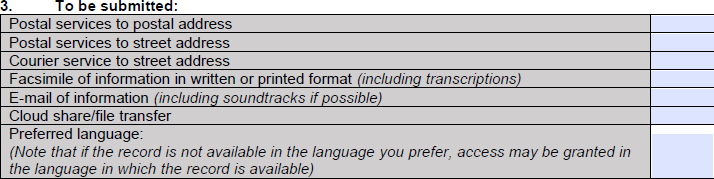 3. To be submitted:
Postal services to postal address
Postal services to street address
Courier service to street address
Facsimile of information in written or printed format (including transcriptions)
E-mail of information (including soundtracks if possible)
Cloud share/file transfer
Preferred language:
(Note that if the record is not available in the language you prefer, access may be granted in
the language in which the record is available)